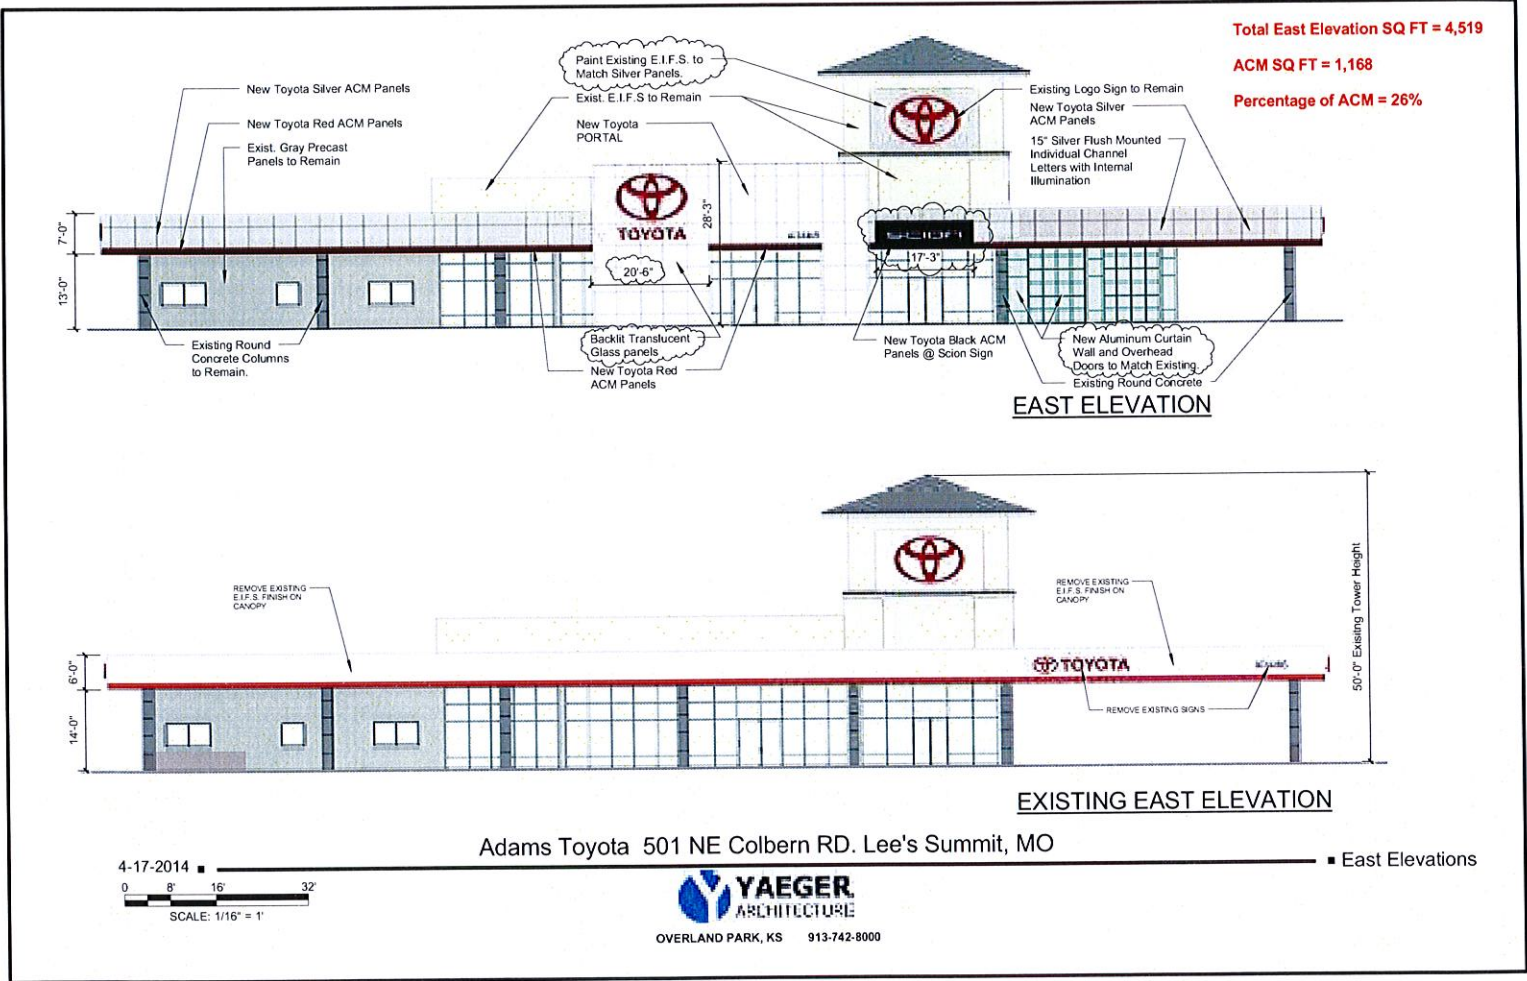 Total East Elevation SQ FT = 4,519
ACM SQ FT = 1,168
Percentage of ACM = 26%
Paint Existing E.I.F.S. to
Match Silver Panels.
Exist. E.I.F.S to Remain
New Toyota
PORTAL
New Toyota Silver ACM Panels
New Toyota Red ACM Panels
Exist. Gray Precast
Panels to Remain
Existing Logo Sign to Remain
New Toyota Silver
ACM Panels
15" Silver Flush Mounted
Individual Channel
Letters with Internal
Illumination
7'-0"
13'-0"
TOYOTA
28'-3"
20'-6"
SCION
17'-3"
Existing Round
Concrete Columns
to Remain.
Backlit Translucent
Glass panels
New Toyota Red
ACM Panels
New Toyota Black ACM
Panels @ Scion Sign
New Aluminum Curtain
Wall and Overhead
Doors to Match Existing.
Existing Round Concrete
EAST ELEVATION
REMOVE EXISTING
E.I.F.S. FINISH ON
CANOPY
REMOVE EXISTING
E.I.F.S. FINISH ON
CANOPY
6'-0"
14'-0"
TOYOTA
REMOVE EXISTING SIGNS
50'-0" Exisitng Tower Height
EXISTING EAST ELEVATION
Adams Toyota 501 NE Colbern RD. Lee's Summit, MO
4-17-2014
East Elevations
0 8' 16' 32'
SCALE: 1/16" = 1'
YAEGER
ARCHITECTURE
OVERLAND PARK, KS 913-742-8000